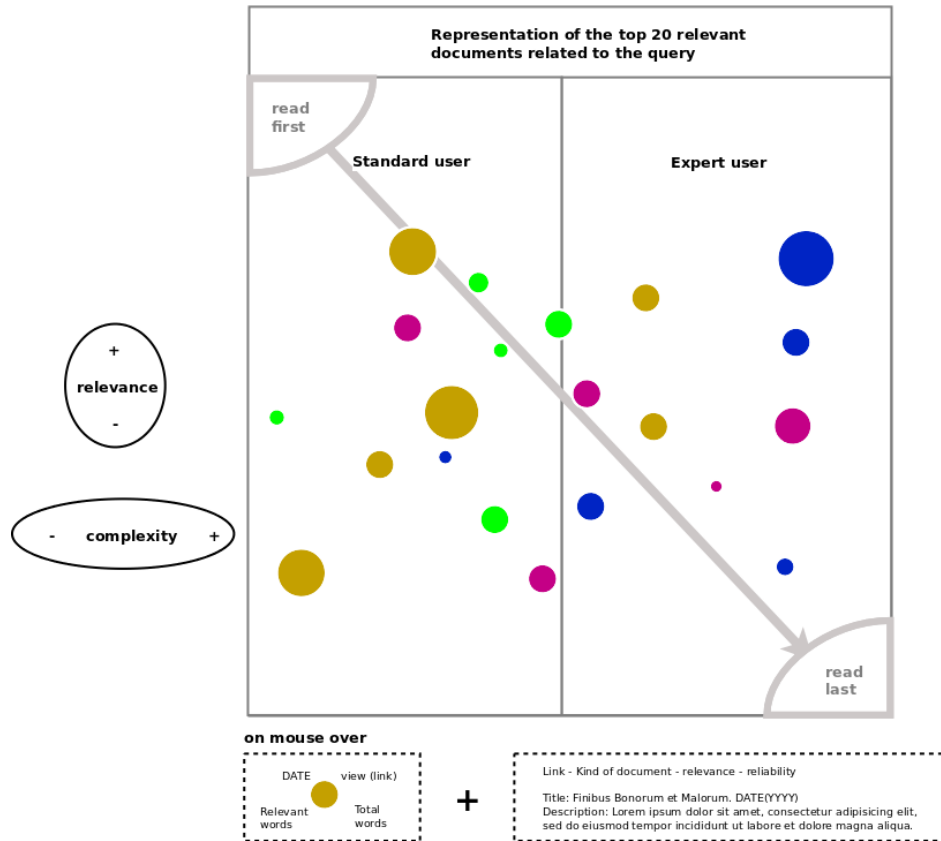 Representation of the top 20 relevant
documents related to the query
read
first
Standard user
Expert user
+
relevance
-
- complexity +
read
last
on mouse over
DATE view (link)
Relevant
words
Total
words
+
Link - Kind of document - relevance - reliability
Title: Finibus Bonorum et Malorum. DATE(YYYY)
Description: Lorem ipsum dolor sit amet, consectetur adipisicing elit,
sed do eiusmod tempor incididunt ut labore et dolore magna aliqua.